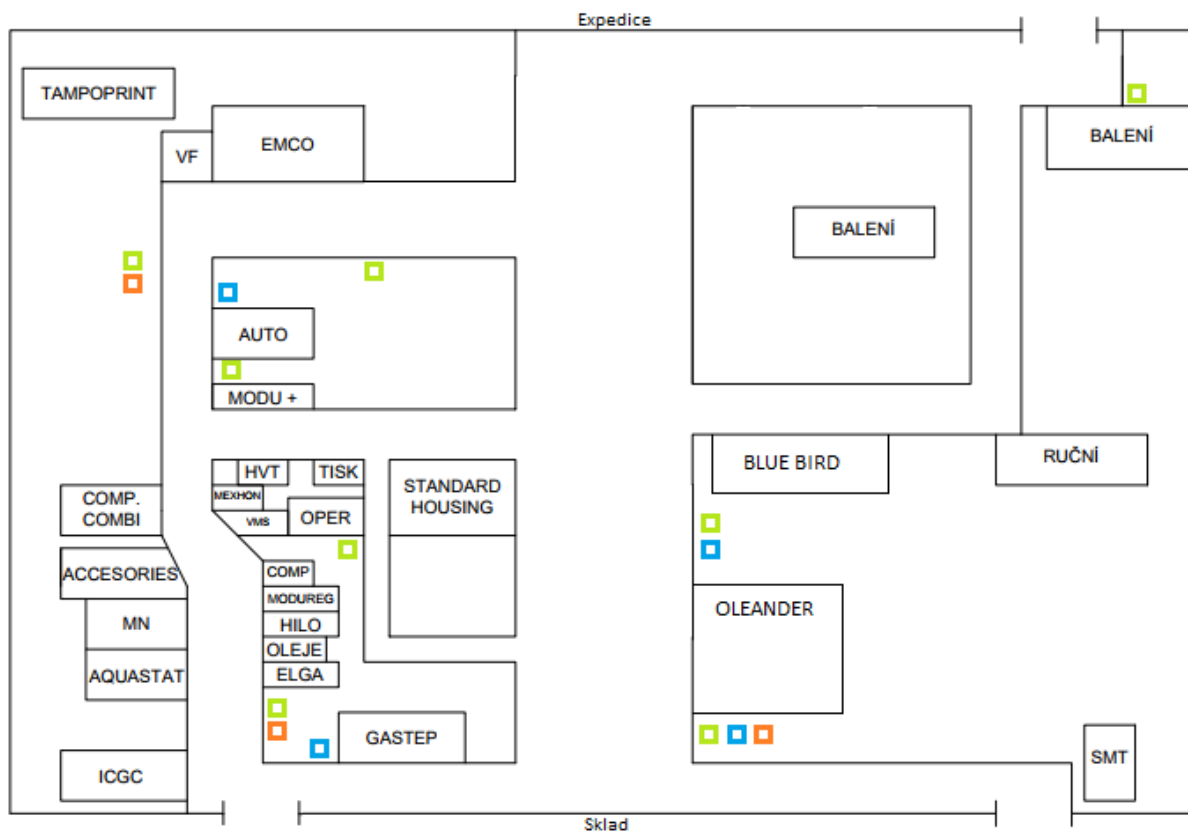 Expedice
TAMPOPRINT
VF
EMCO
BALENÍ
BALENÍ
AUTO
MODU +
HVT
TISK
MEXHON
VMS
OPER
STANDARD
HOUSING
BLUE BIRD
RUČNÍ
COMP.
COMBI
ACCESORIES
COMP
MODUREG
MN
HILO
OLEANDER
OLEJE
AQUASTAT
ELGA
GASTEP
ICGC
SMT
Sklad